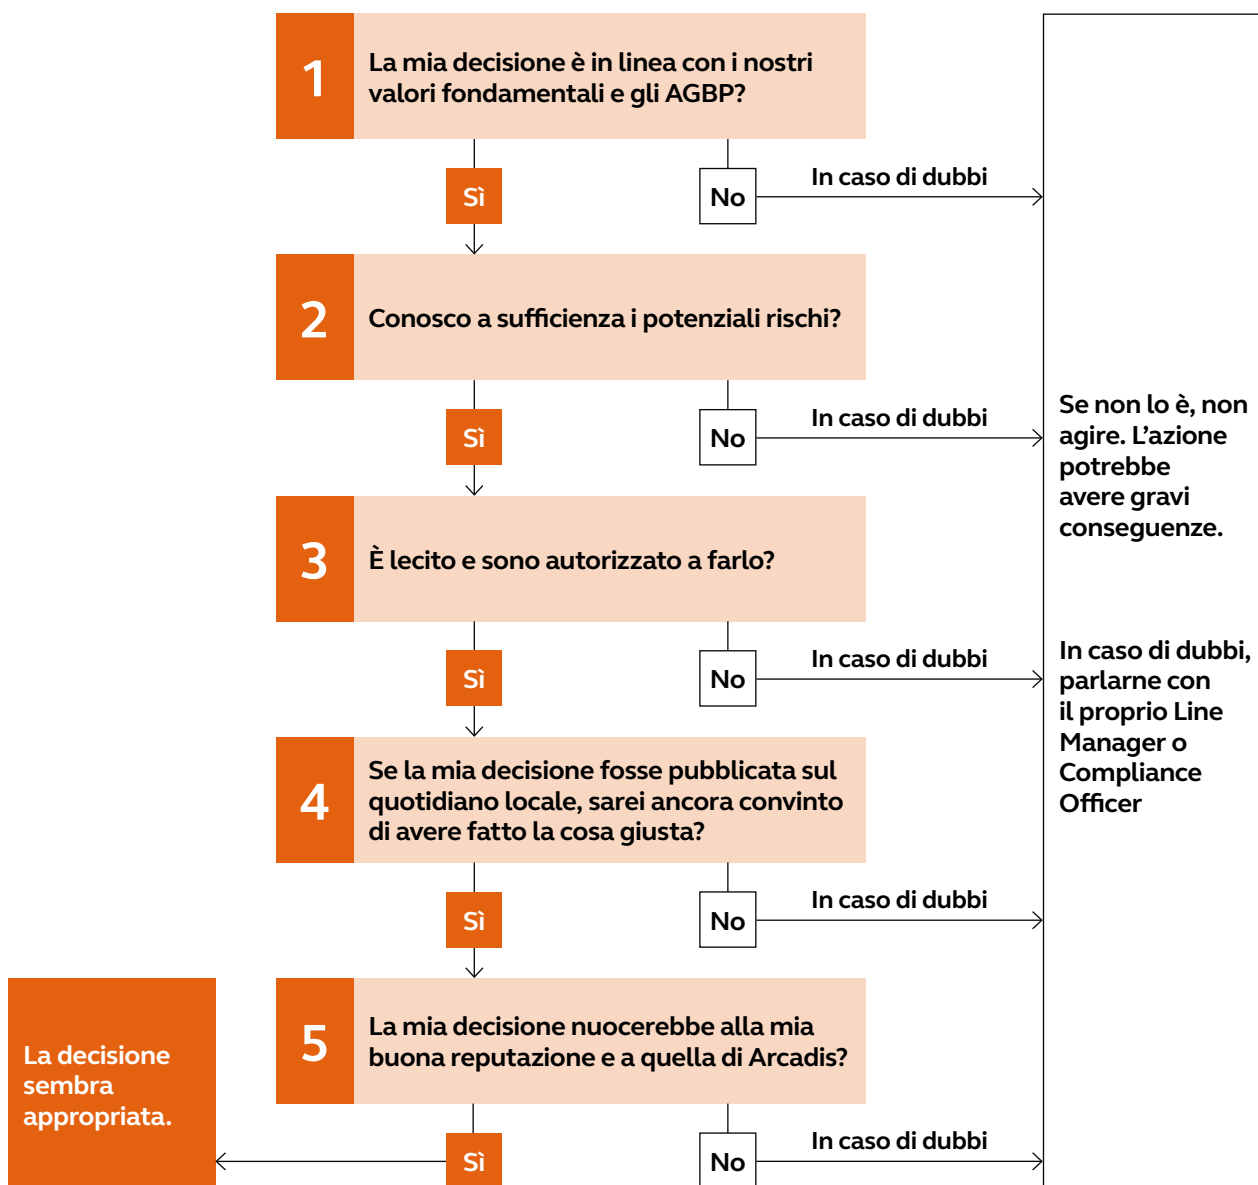 1
La mia decisione è in linea con i nostri
valori fondamentali e gli AGBP?
Sì
No
In caso di dubbi
2
Conosco a sufficienza i potenziali rischi?
Sì
No
In caso di dubbi
3
È lecito e sono autorizzato a farlo?
Sì
No
In caso di dubbi
4
Se la mia decisione fosse pubblicata sul
quotidiano locale, sarei ancora convinto
di avere fatto la cosa giusta?
Sì
No
In caso di dubbi
5
La mia decisione nuocerebbe alla mia
buona reputazione e a quella di Arcadis?
Sì
No
In caso di dubbi
La decisione
sembra
appropriata.
Se non lo è, non
agire. L’azione
potrebbe
avere gravi
conseguenze.
In caso di dubbi,
parlarne con
il proprio Line
Manager o
Compliance
Officer